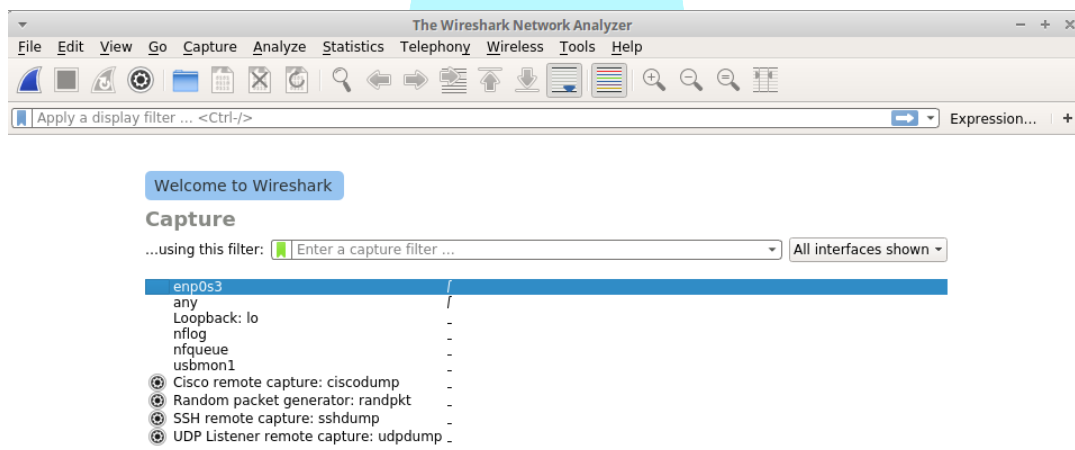 The Wireshark Network Analyzer
File Edit View Go Capture Analyze Statistics Telephony Wireless Tools Help
Apply a display filter ... <Ctrl-/> Expression... +
Welcome to Wireshark
Capture
...using this filter: Enter a capture filter ... All interfaces shown
enp0s3
any
Loopback: lo
nflog
nfqueue
usbmon1
Cisco remote capture: ciscodump
Random packet generator: randpkt
SSH remote capture: sshdump
UDP Listener remote capture: udpdump